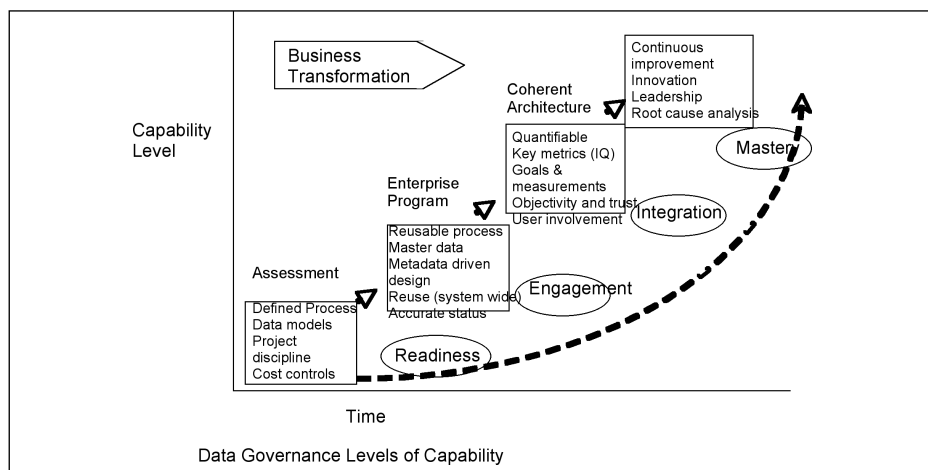 Business
Transformation
Continuous
improvement
Innovation
Leadership
Root cause analysis
Coherent
Architecture
Capability
Level
Quantifiable
Key metrics (IQ)
Goals &
measurements
Objectivity and trust
User involvement
Mastery
Enterprise
Program
Integration
Reusable process
Master data
Metadata driven
design
Reuse (system wide)
Accurate status
Assessment
Engagement
Defined Process
Data models
Project
discipline
Cost controls
Readiness
Time
Data Governance Levels of Capability